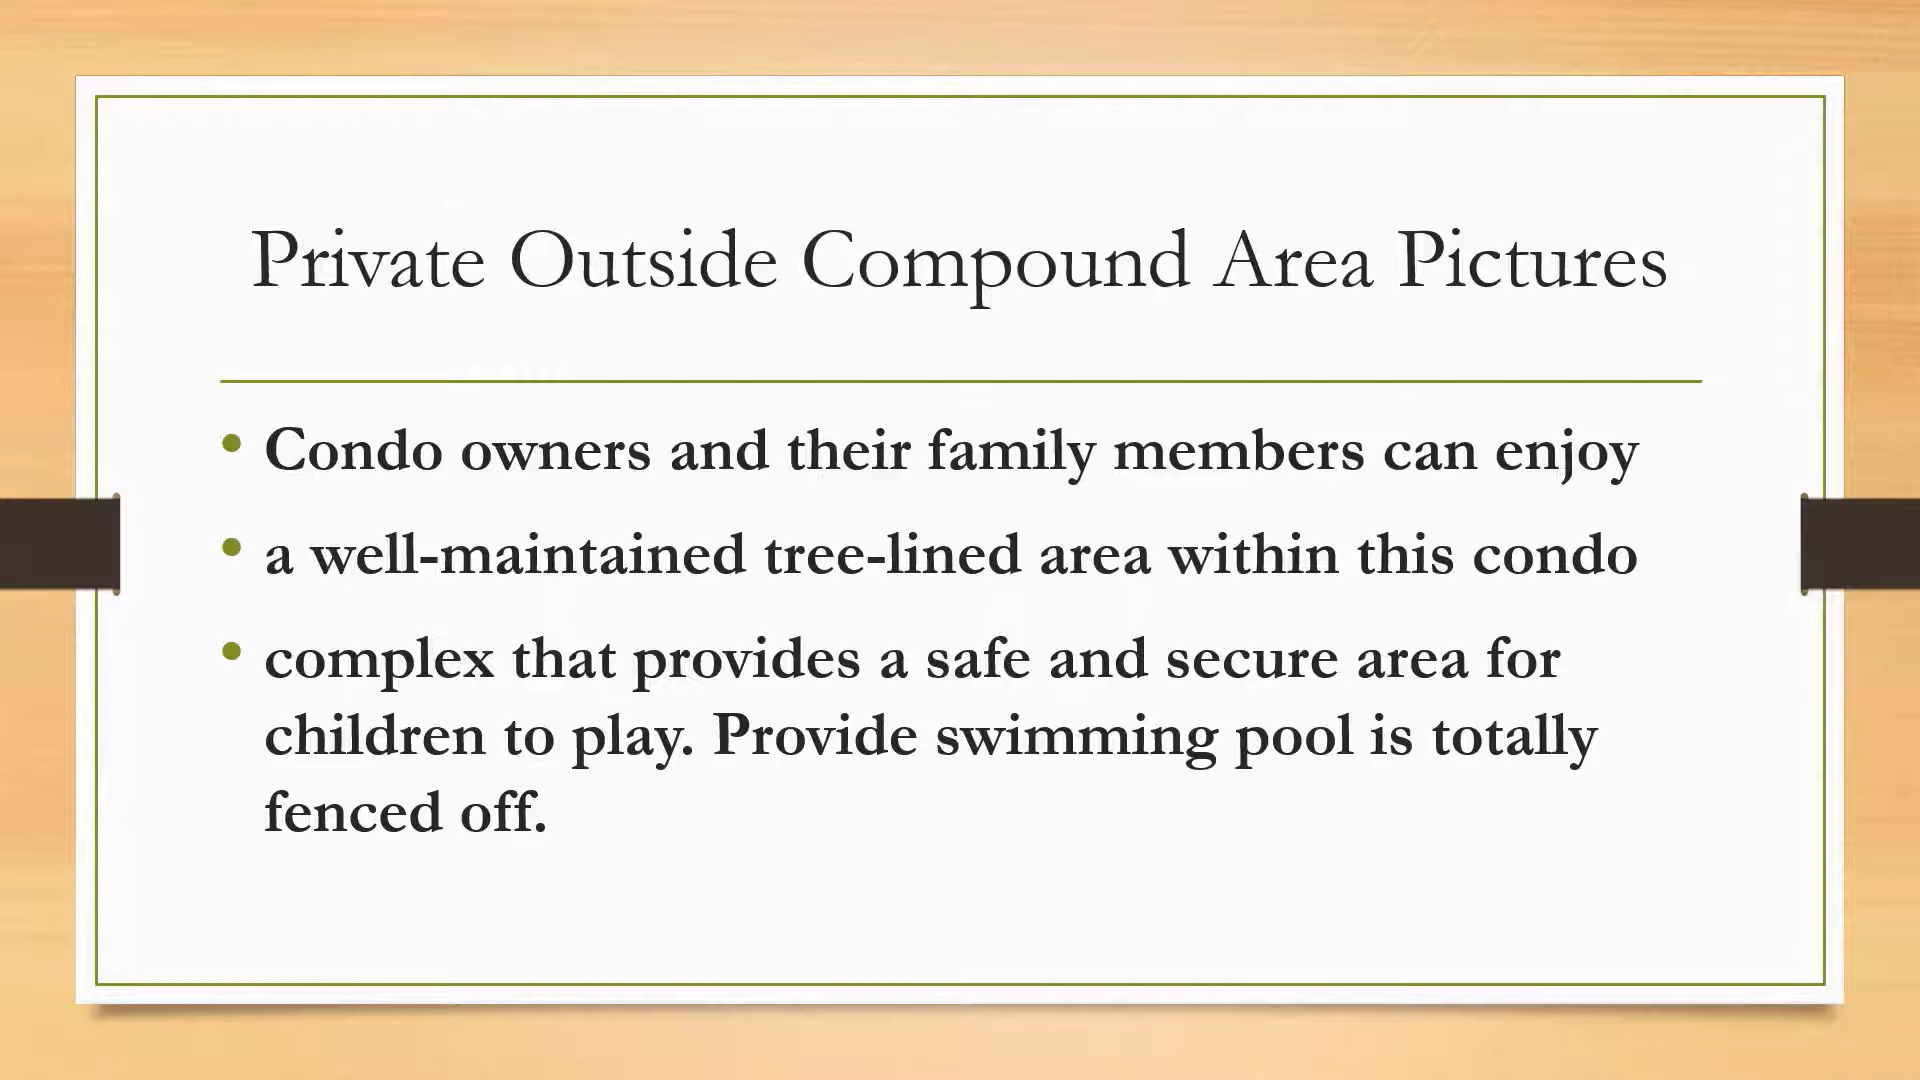 Private Outside Compound Area Pictures
• Condo owners and their family members can enjoy
• a well-maintained tree-lined area within this condo
• complex that provides a safe and secure area for
children to play. Provide swimming pool is totally
fenced off.